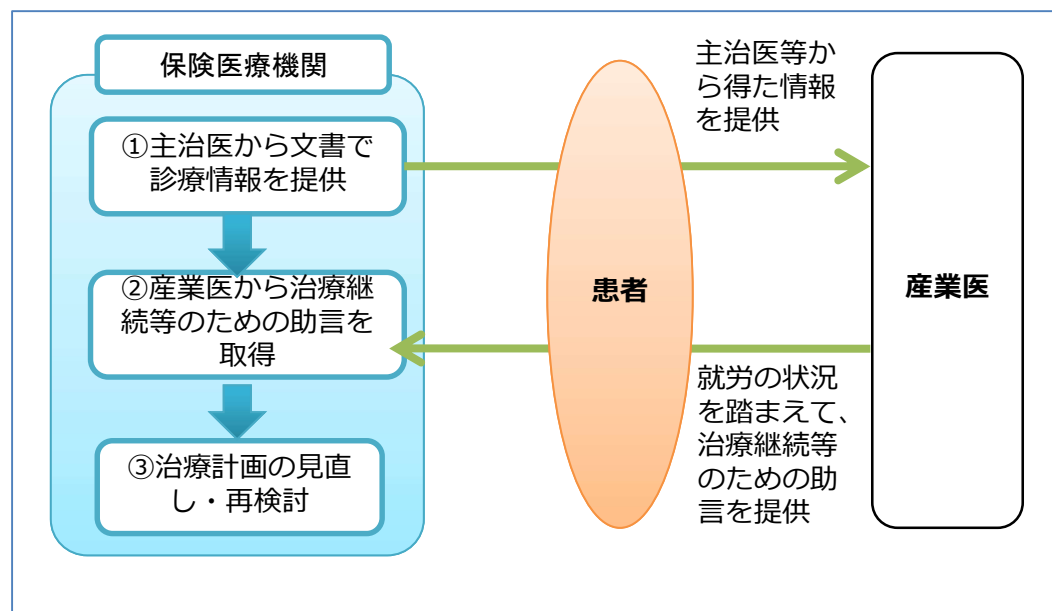 保険医療機関
①主治医から文書で
診療情報を提供
②産業医から治療継
続等のための助言を
取得
③治療計画の見直
し・再検討
主治医等か
ら得た情報
を提供
患者
就労の状況
を踏まえて、
治療継続等
のための助
言を提供
産業医